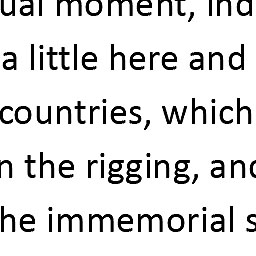 ual moment, ind
a little here and
countries, which
n the rigging, and
he immemorial s